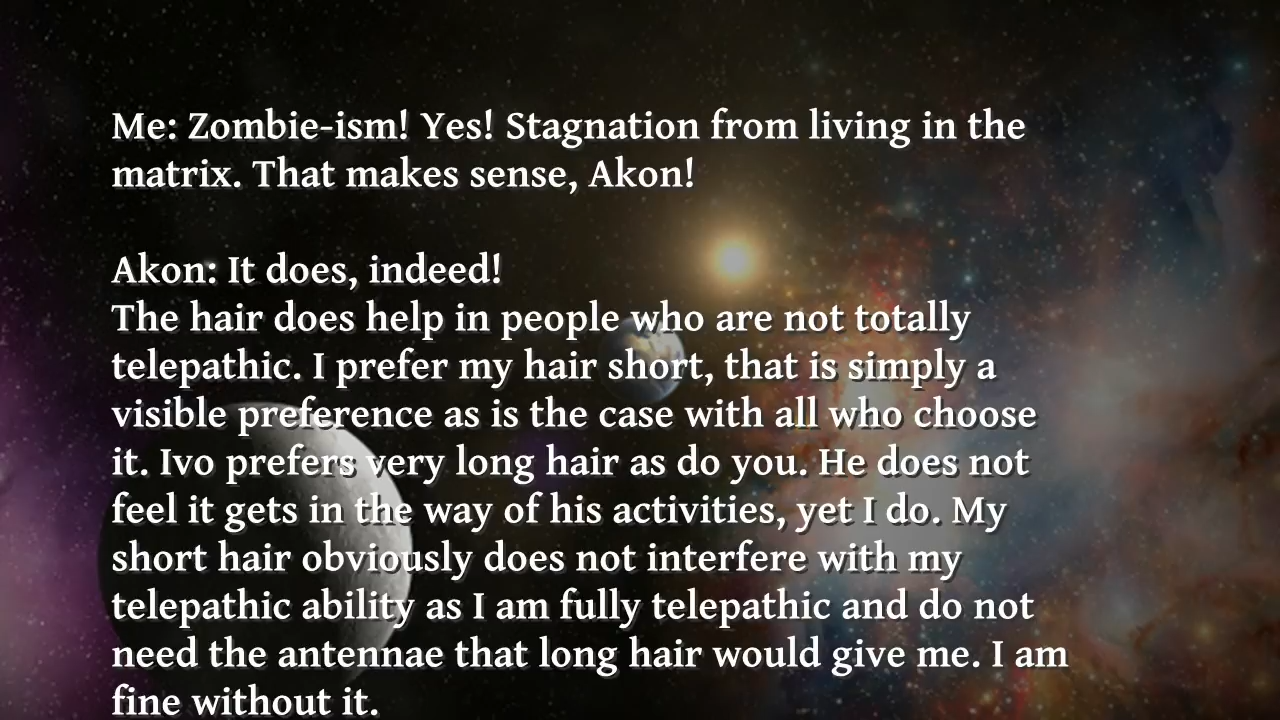 Me: Zombie-ism! Yes! Stagnation from living in the
matrix. That makes sense, Akon!
Akon: It does, indeed!
The hair does help in people who are not totally
telepathic. I prefer my hair short, that is simply a
visible preference as is the case with all who choose
it. Ivo prefers very long hair as do you. He does not
feel it gets in the way of his activities, yet I do. My
short hair obviously does not interfere with my
telepathic ability as I am fully telepathic and do not
need the antennae that long hair would give me. I am
fine without it.